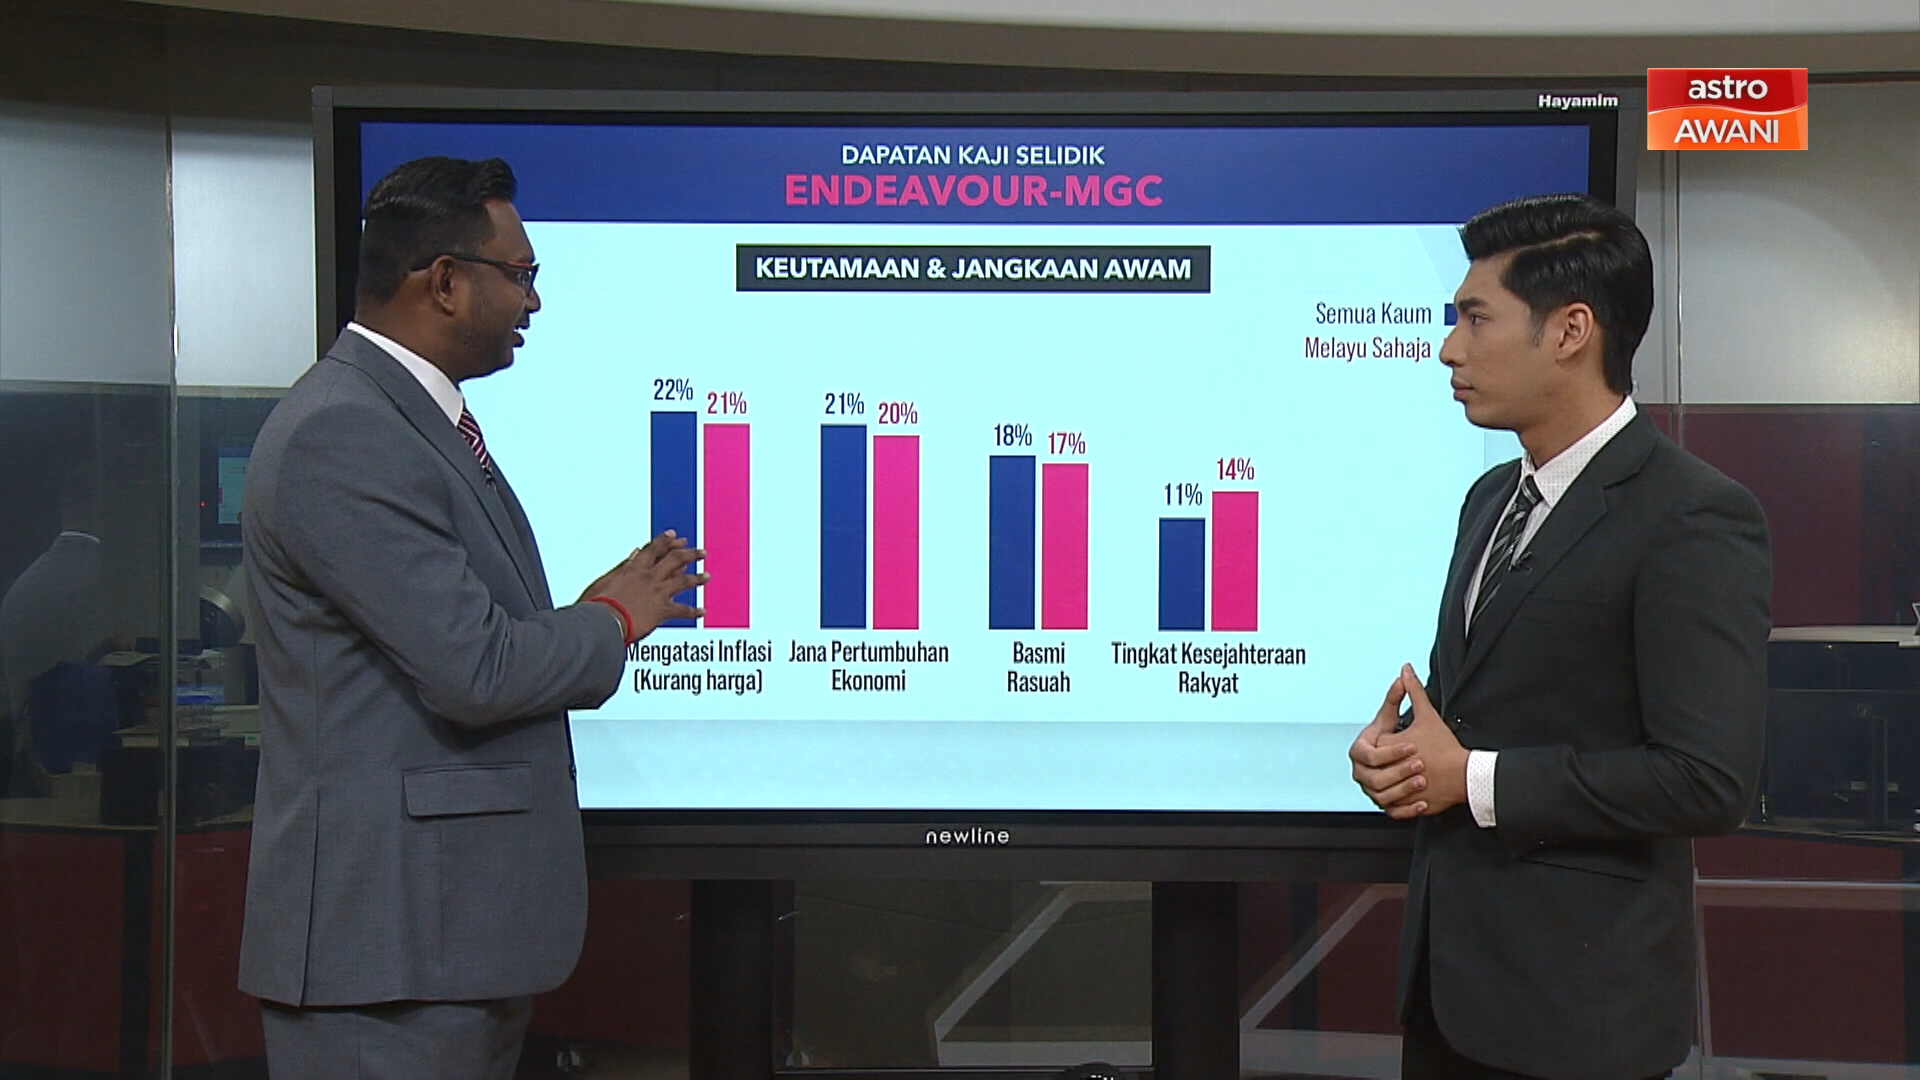 Hayamim
astro
AWANI
DAPATAN KAJI SELIDIK
ENDEAVOUR-MGC
KEUTAMAAN & JANGKAAN AWAM
Semua Kaum
Melayu Sahaja
22%
21%
21%
20%
18%
17%
11%
14%
Mengatasi Inflasi
(Kurang harga)
Jana Pertumbuhan
Ekonomi
Basmi
Rasuah
Tingkat Kesejahteraan
Rakyat
newline